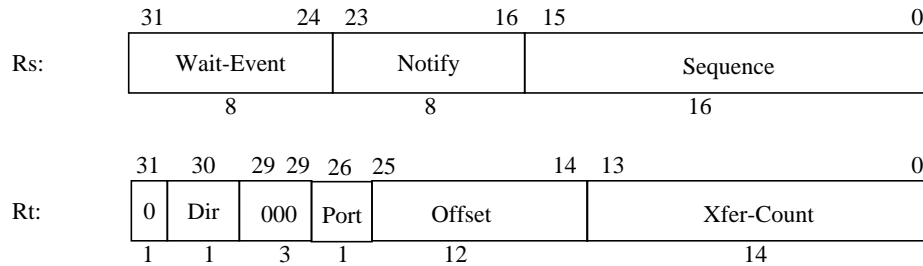 31 24 23 16 15 0
Rs: Wait-Event Notify Sequence
8 8 16
31 30 29 29 26 25 14 13 0
Rt: 0 Dir 000 Port Offset Xfer-Count
1 1 3 1 12 14